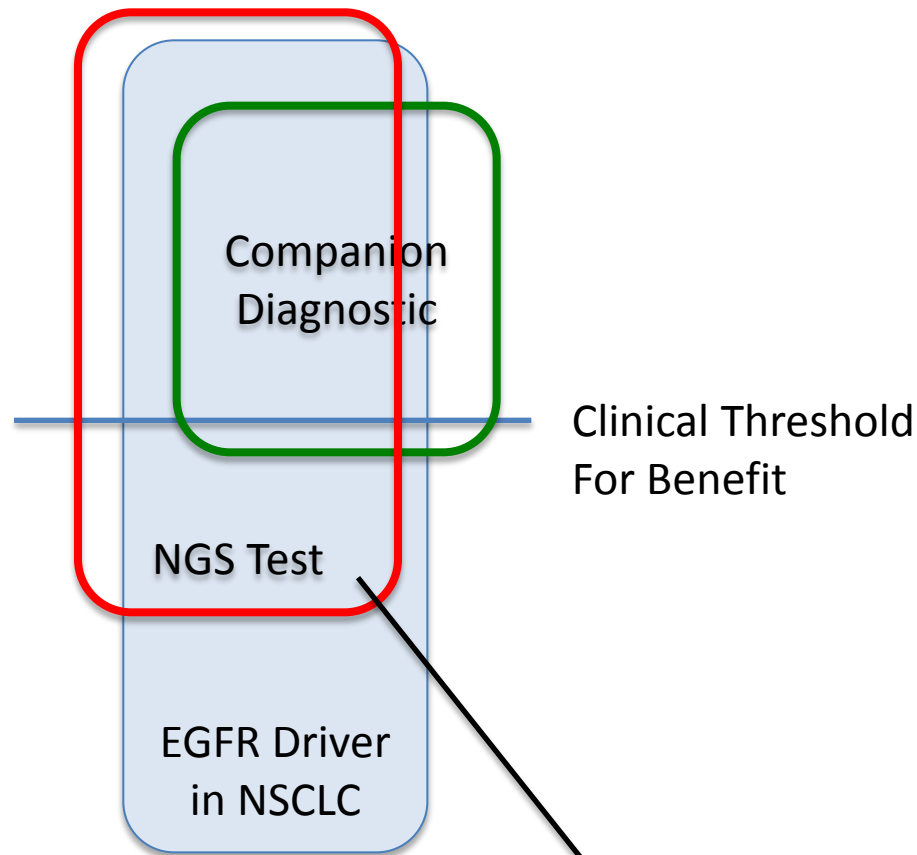 Companion
Diagnostic
Clinical Threshold
For Benefit
NGS Test
EGFR Driver
in NSCLC